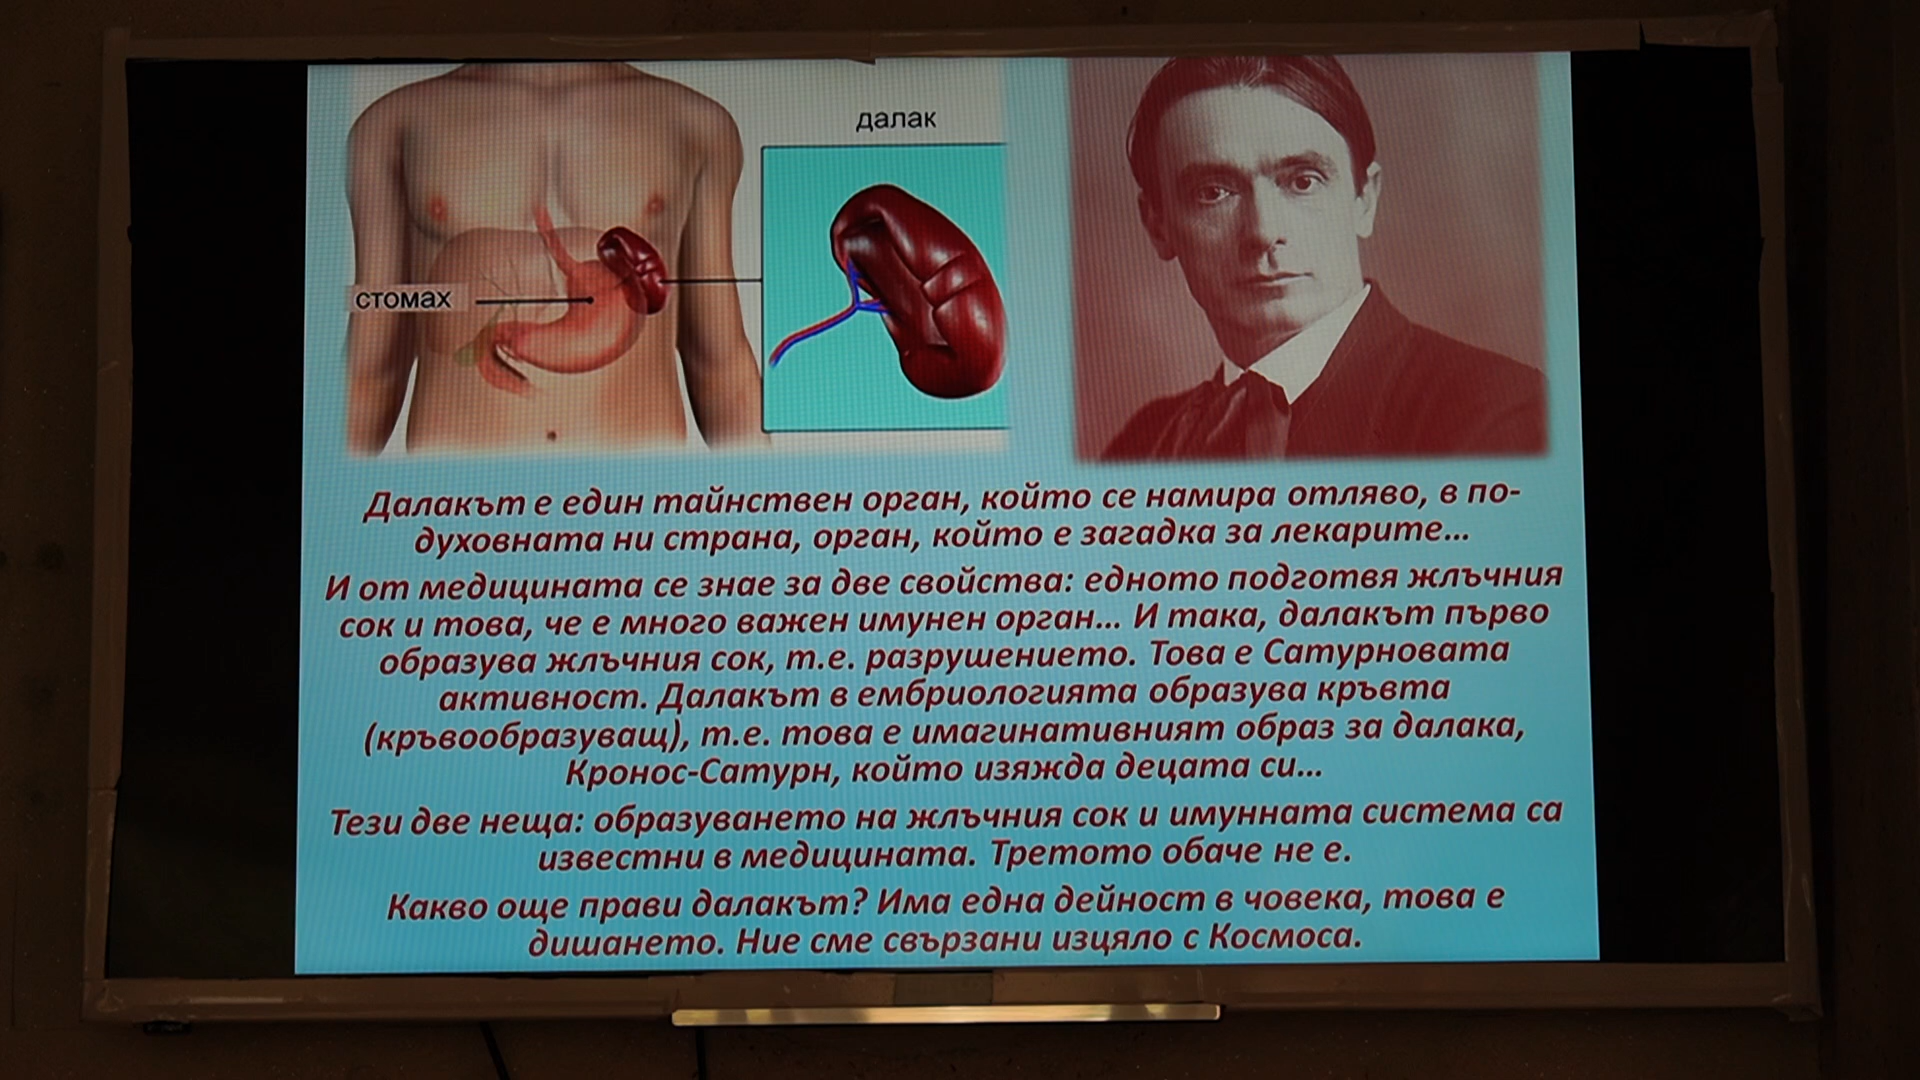 далак
стомах
Далакът е един тайнствен орган, който се намира отляво, в по-
духовната ни страна, орган, който е загадка за лекарите...
И от медицината се знае за две свойства: едното подготвя жлъчния
сок и това, че е много важен имунен орган... И така, далакът първо
образува жлъчния сок, т.е. разрушението. Това е Сатурновата
активност. Далакът в ембриологията образува кръвта
(кръвообразуващ), т.е. това е имагинативният образ за далака,
Кронос-Сатурн, който изяжда децата си...
Тези две неща: образуването на жлъчния сок и имунната система са
известни в медицината. Третото обаче не е.
Какво още прави далакът? Има една дейност в човека, това е
дишането. Ние сме свързани изцяло с Космоса.